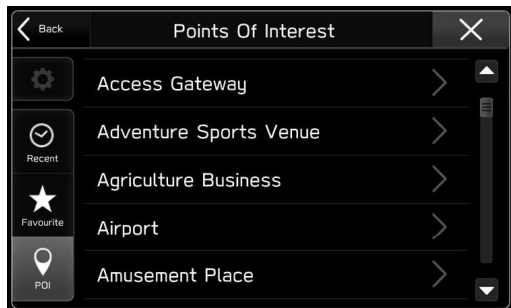 Back
Points Of Interest
Access Gateway
Adventure Sports Venue
Recent
Agriculture Business
Favourite
Airport
POI
Amusement Place